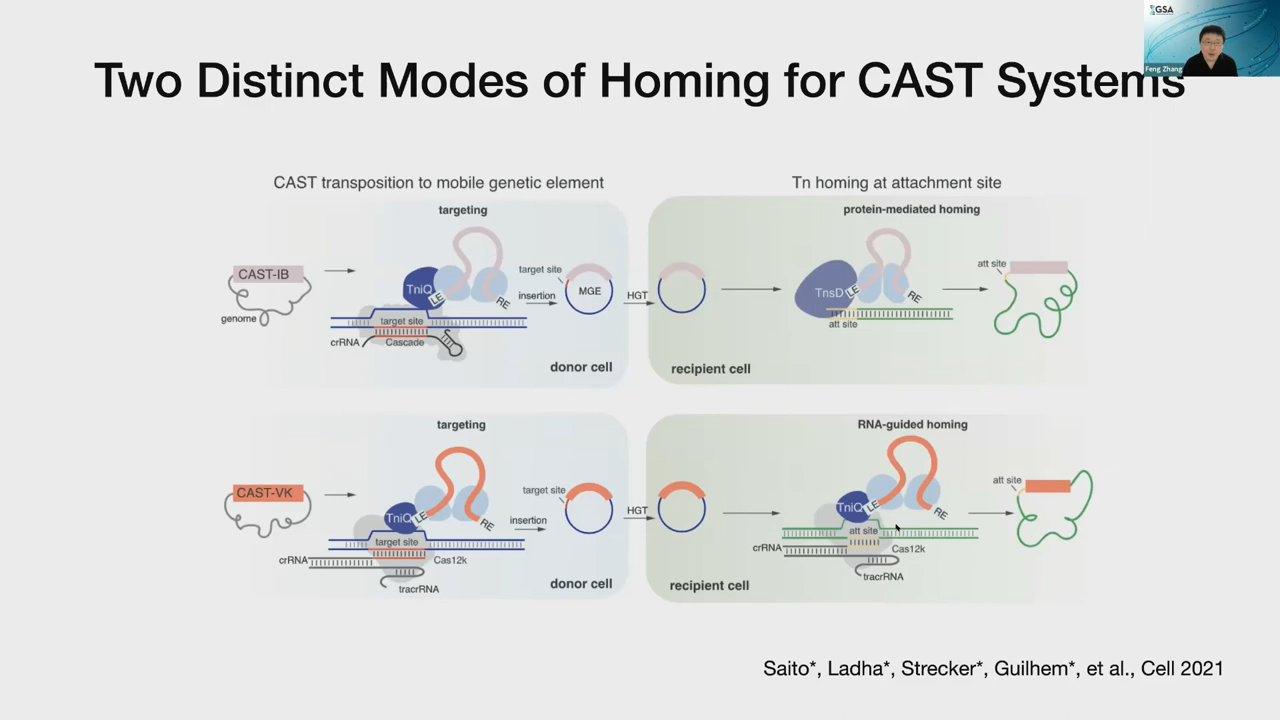 GSA
Feng Zhang
Two Distinct Modes of Homing for CAST Systems
CAST transposition to mobile genetic element
Tn homing at attachment site
targeting
protein-mediated homing
CAST-IB
genome
TniQ
LE
RE
target site
crRNA
Cascade
target site
insertion
MGE
HGT
donor cell
recipient cell
TnsD
LE
RE
att site
att site
targeting
RNA-guided homing
CAST-VK
TniQ
LE
RE
target site
crRNA
Cas12k
tracrRNA
target site
insertion
HGT
donor cell
recipient cell
TniQ
LE
RE
att site
crRNA
Cas12k
tracrRNA
att site
Saito*, Ladha*, Strecker*, Guilhem*, et al., Cell 2021